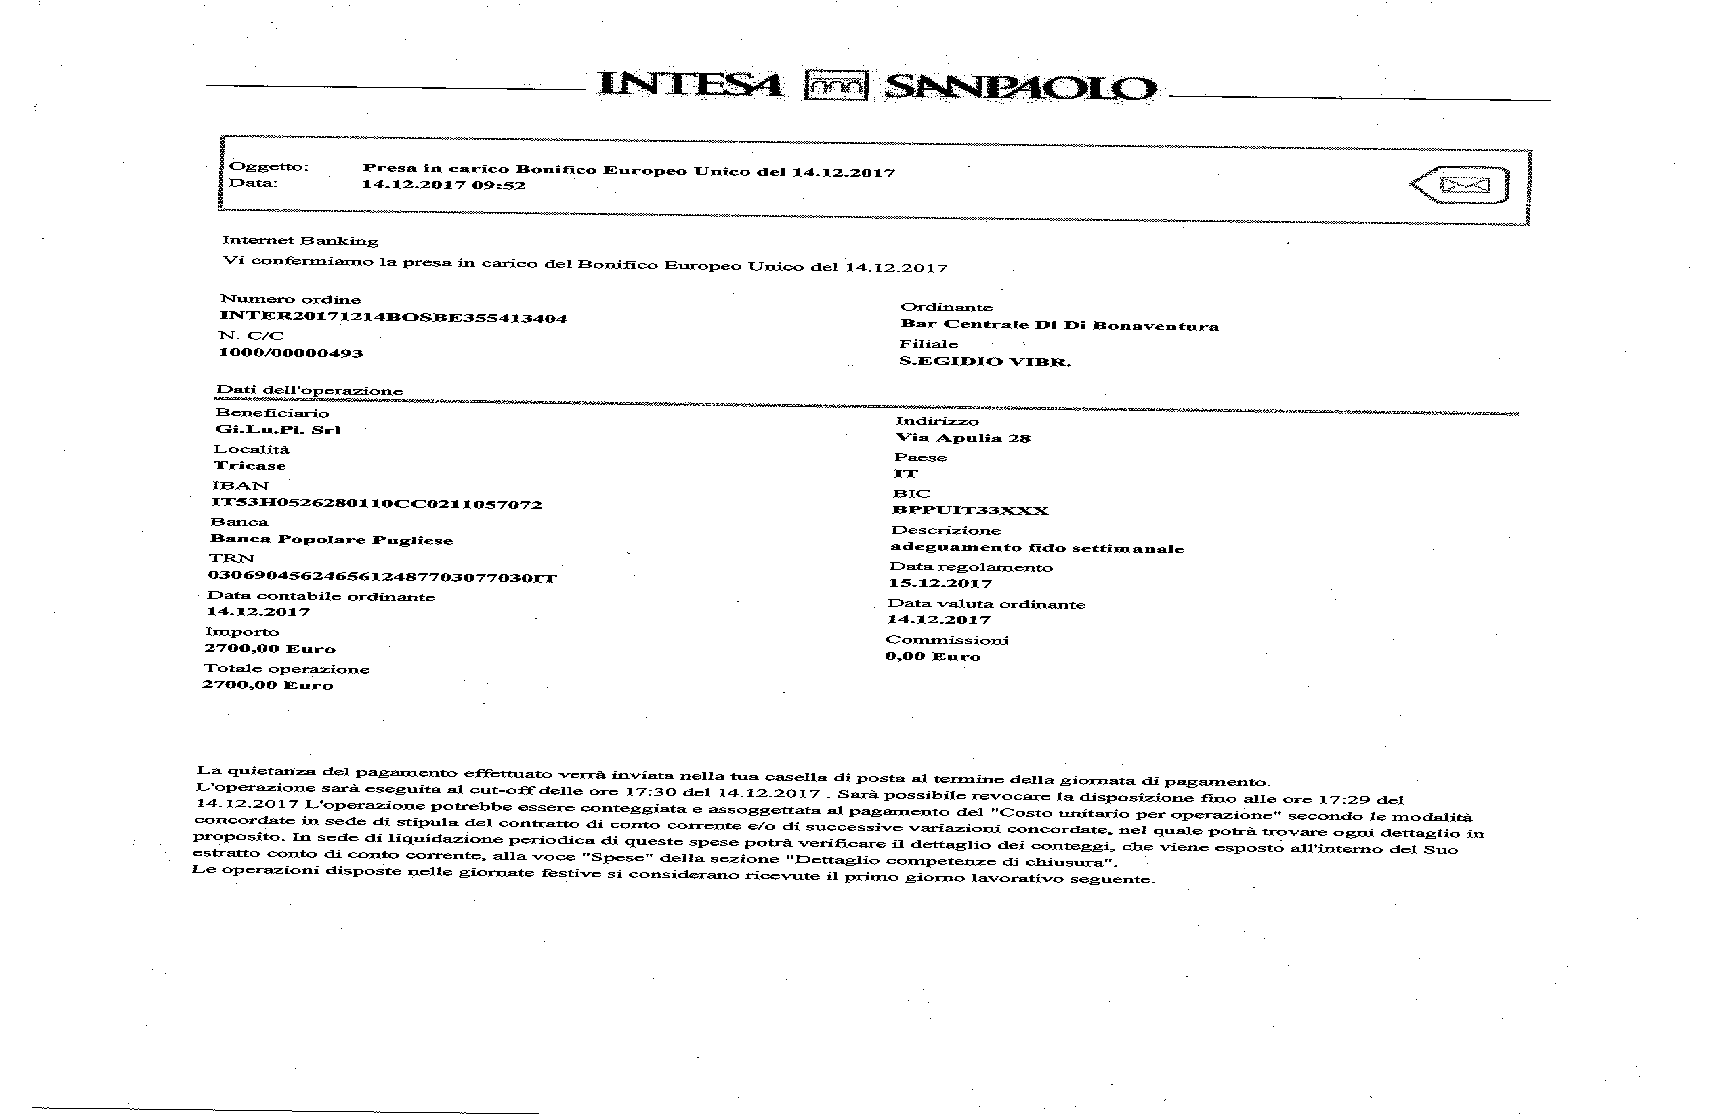 INTESA SANPAOLO
Oggetto: Presa in carico Bonifico Europeo Unico del 14.12.2017
Data: 14.12.2017 09:52
Internet Banking
Vi confermiamo la presa in carico del Bonifico Europeo Unico del 14.12.2017
Numero ordine
INTER20171214BOSBE355413404
N. C/C
1000/00000493
Ordinante
Bar Centrale Di Di Bonaventura
Filiale
S.EGIDIO VIBR.
Dati dell'operazione
Beneficiario
Gi.Lu.Pi. Srl
Località
Tricase
IBAN
IT53H0526280110CC0211057072
Banca
Banca Popolare Pugliese
TRN
0306904562465612487703077030IT
Data contabile ordinante
14.12.2017
Importo
2700,00 Euro
Totale operazione
2700,00 Euro
Indirizzo
Via Apulia 28
Paese
IT
BIC
BPPUIT33XXX
Descrizione
adeguamento fido settimanale
Data regolamento
15.12.2017
Data valuta ordinante
14.12.2017
Commissioni
0,00 Euro
La quietanza del pagamento effettuato verrà inviata nella tua casella di posta al termine della giornata di pagamento.
L'operazione sarà eseguita al cut-off delle ore 17:30 del 14.12.2017 . Sarà possibile revocare la disposizione fino alle ore 17:29 del
14.12.2017 L'operazione potrebbe essere conteggiata e assoggettata al pagamento del "Costo unitario per operazione" secondo le modalità
concordate in sede di stipula del contratto di conto corrente e/o di successive variazioni concordate, nel quale potrà trovare ogni dettaglio in
proposito. In sede di liquidazione periodica di queste spese potrà verificare il dettaglio dei conteggi, che viene esposto all'interno del Suo
estratto conto di conto corrente, alla voce "Spese" della sezione "Dettaglio competenze di chiusura".
Le operazioni disposte nelle giornate festive si considerano ricevute il primo giorno lavorativo seguente.